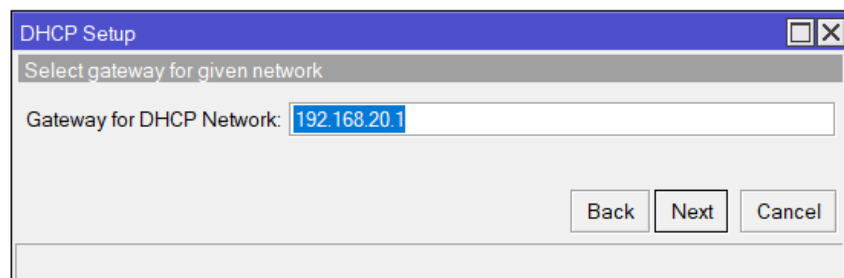 DHCP Setup
Select gateway for given network
Gateway for DHCP Network: 192.168.20.1
Back Next Cancel